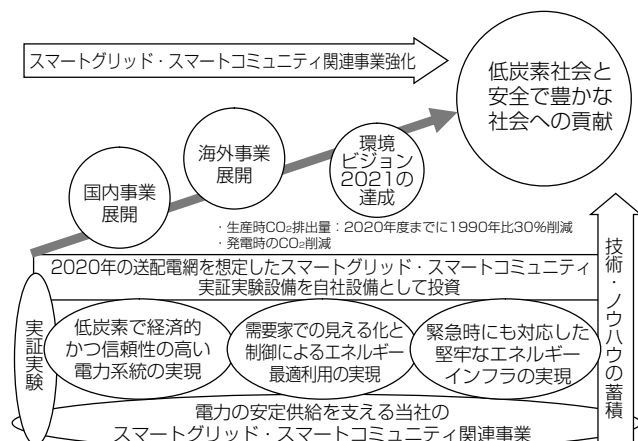 スマートグリッド・スマートコミュニティ関連事業強化
低炭素社会と
安全で豊かな
社会への貢献
環境
ビジョン
2021の
達成
海外事業
展開
国内事業
展開
・生産時CO₂排出量：2020年度までに1990年比30%削減
・発電時のCO₂削減
2020年の送配電網を想定したスマートグリッド・スマートコミュニティ
実証実験設備を自社設備として投資
実証実験
低炭素で経済的
かつ信頼性の高い
電力系統の実現
需要家での見える化と
制御によるエネルギー
最適利用の実現
緊急時にも対応した
堅牢なエネルギー
インフラの実現
技術・ノウハウの蓄積
電力の安定供給を支える当社の
スマートグリッド・スマートコミュニティ関連事業